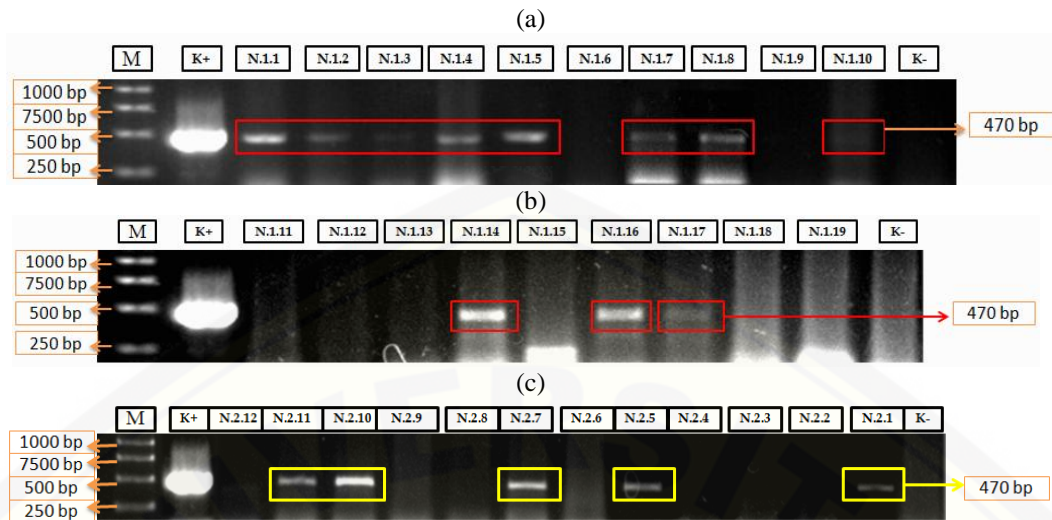 (a)
M K+ N.1.1 N.1.2 N.1.3 N.1.4 N.1.5 N.1.6 N.1.7 N.1.8 N.1.9 N.1.10 K-
1000 bp
7500 bp
500 bp 470 bp
250 bp
(b)
M K+ N.1.11 N.1.12 N.1.13 N.1.14 N.1.15 N.1.16 N.1.17 N.1.18 N.1.19 K-
1000 bp
7500 bp
500 bp 470 bp
250 bp
(c)
M K+ N.2.12 N.2.11 N.2.10 N.2.9 N.2.8 N.2.7 N.2.6 N.2.5 N.2.4 N.2.3 N.2.2 N.2.1 K-
1000 bp
7500 bp
500 bp 470 bp
250 bp